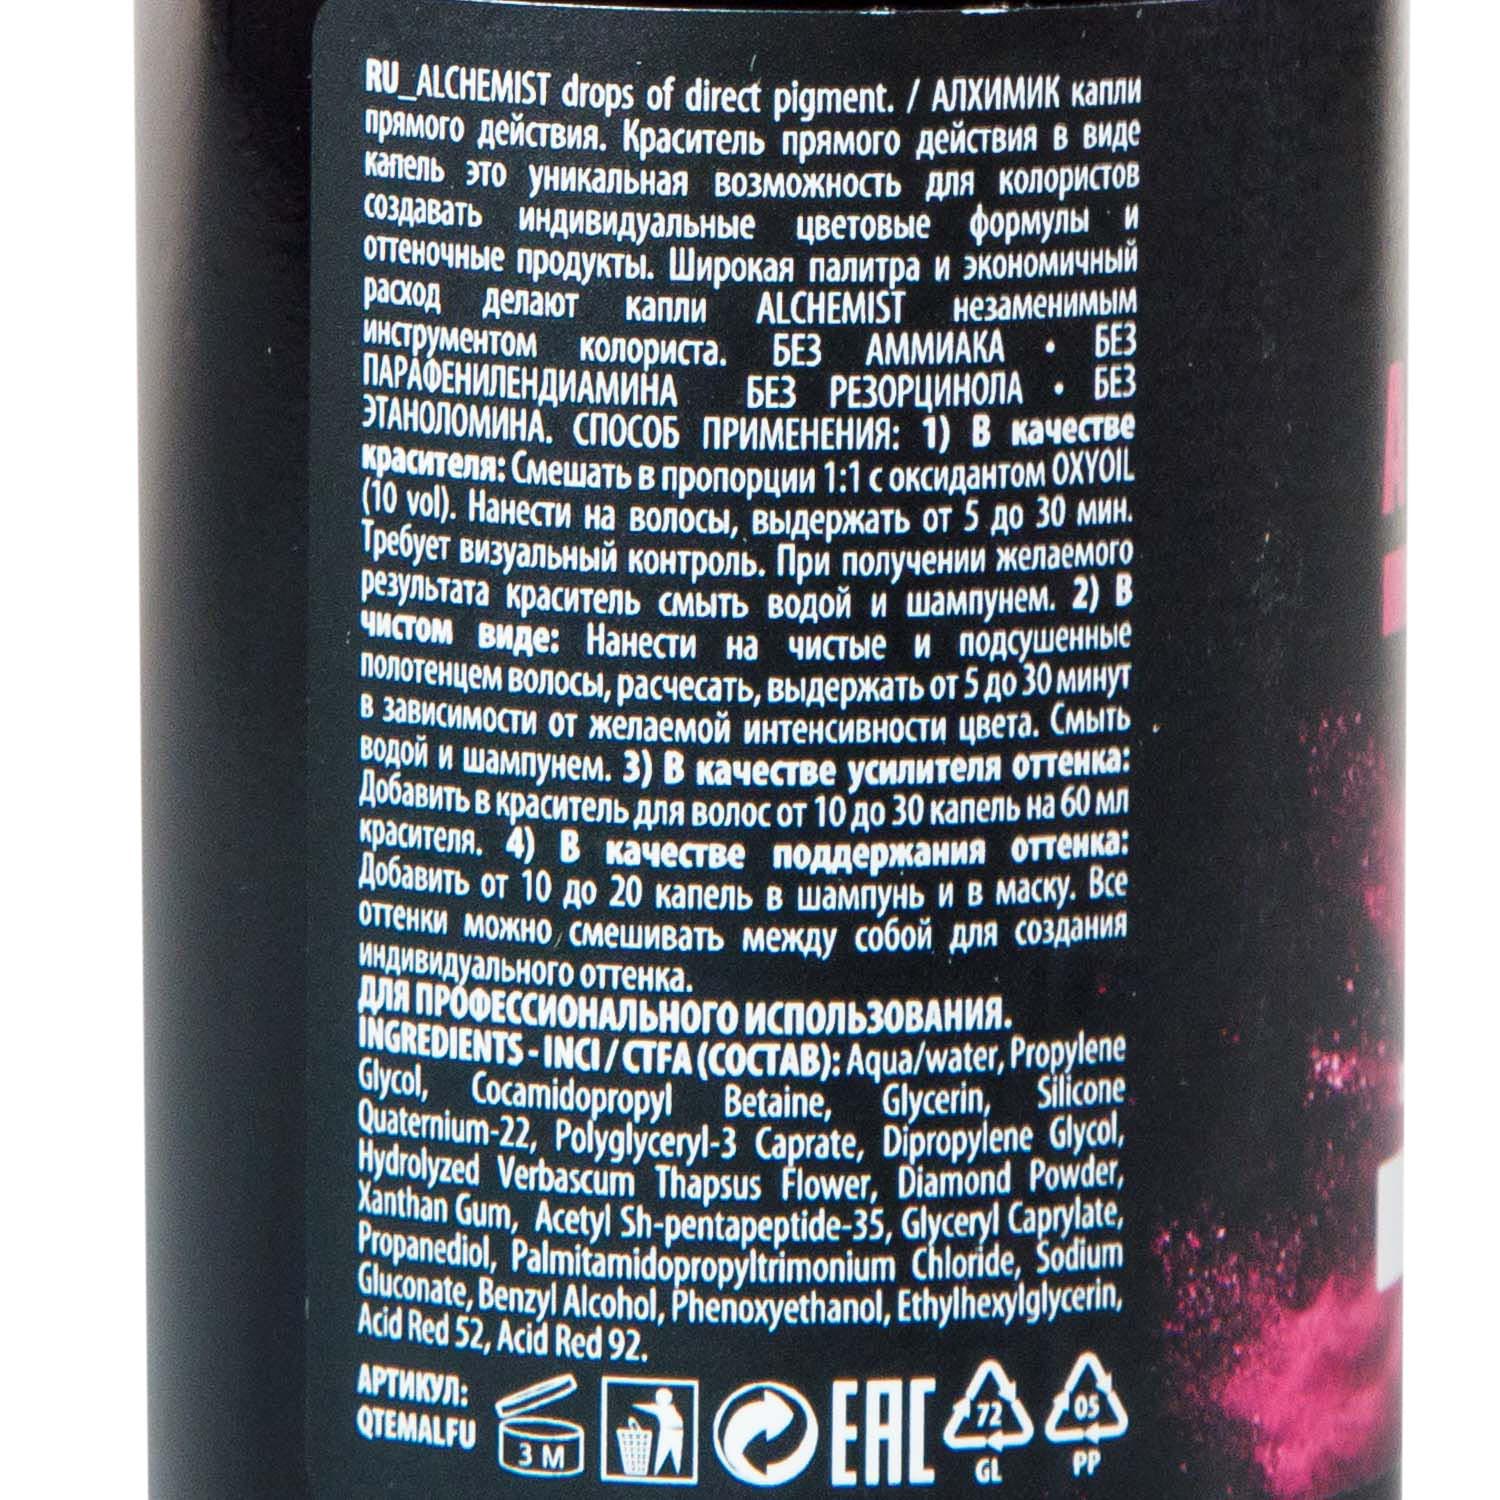 RU_ALCHEMIST drops of direct pigment. / АЛХИМИК капли
прямого действия. Краситель прямого действия в виде
капель это уникальная возможность для колористов
создавать индивидуальные цветовые формулы и
оттеночные продукты. Широкая палитра и экономичный
расход делают капли ALCHEMIST незаменимым
инструментом колориста. БЕЗ АММИАКА • БЕЗ
ПАРАФЕНИЛЕНДИАМИНА БЕЗ РЕЗОРЦИНОЛА • БЕЗ
ЭТАНОЛОМИНА. СПОСОБ ПРИМЕНЕНИЯ: 1) В качестве
красителя: Смешать в пропорции 1:1 с оксидантом OXYOIL
(10 vol). Нанести на волосы, выдержать от 5 до 30 мин.
Требует визуальный контроль. При получении желаемого
результата краситель смыть водой и шампунем. 2) В
чистом виде: Нанести на чистые и подсушенные
полотенцем волосы, расчесать, выдержать от 5 до 30 минут
в зависимости от желаемой интенсивности цвета. Смыть
водой и шампунем. 3) В качестве усилителя оттенка:
Добавить в краситель для волос от 10 до 30 капель на 60 мл
красителя. 4) В качестве поддержания оттенка:
Добавить от 10 до 20 капель в шампунь и в маску. Все
оттенки можно смешивать между собой для создания
индивидуального оттенка.
ДЛЯ ПРОФЕССИОНАЛЬНОГО ИСПОЛЬЗОВАНИЯ.
INGREDIENTS - INCI / CTFA (СОСТАВ): Aqua/water, Propylene
Glycol, Cocamidopropyl Betaine, Glycerin, Silicone
Quaternium-22, Polyglyceryl-3 Caprate, Dipropylene Glycol,
Hydrolyzed Verbascum Thapsus Flower, Diamond Powder,
Xanthan Gum, Acetyl Sh-pentapeptide-35, Glyceryl Caprylate,
Propanediol, Palmitamidopropyltrimonium Chloride, Sodium
Gluconate, Benzyl Alcohol, Phenoxyethanol, Ethylhexylglycerin,
Acid Red 52, Acid Red 92.
АРТИКУЛ:
QTEMALFU
3 M
EAC
72
GL
05
PP